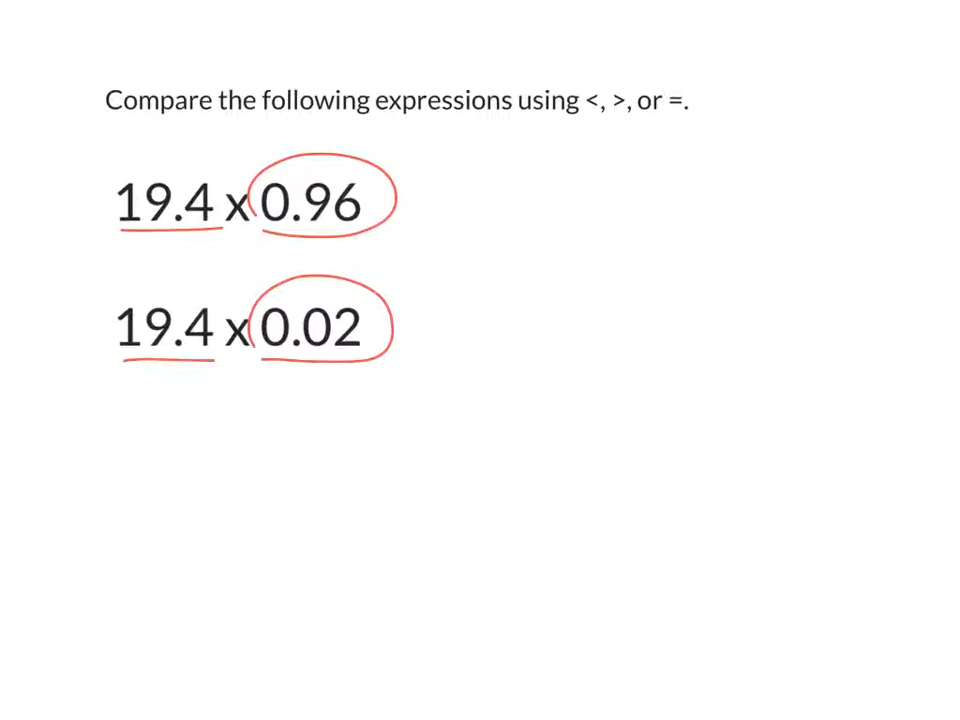 Compare the following expressions using <, >, or =.
19.4 x 0.96
19.4 x 0.02